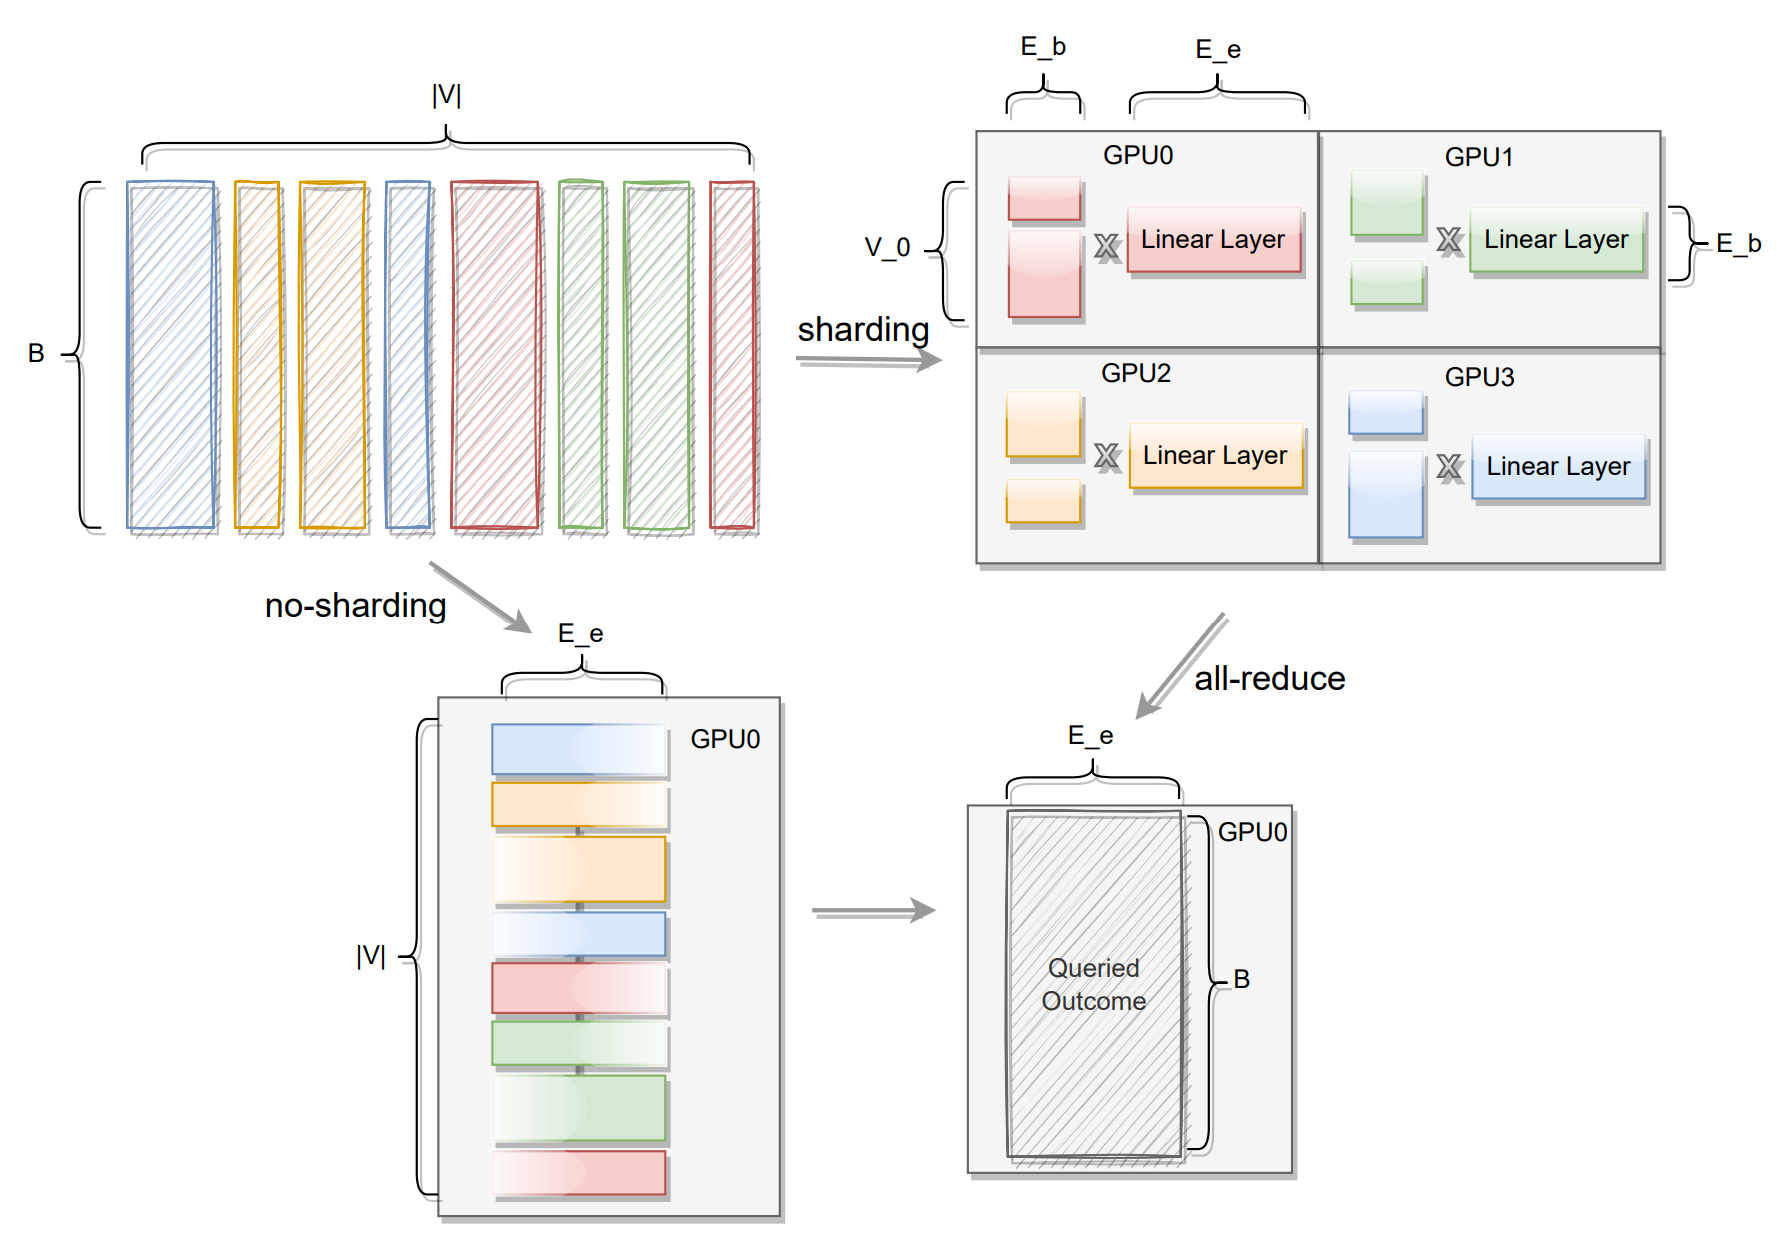 |V|
B
sharding
no-sharding
E_b
E_e
V_0
GPU0
Linear Layer
GPU1
Linear Layer
E_b
GPU2
Linear Layer
GPU3
Linear Layer
all-reduce
E_e
|V|
GPU0
E_e
GPU0
Queried
Outcome
B